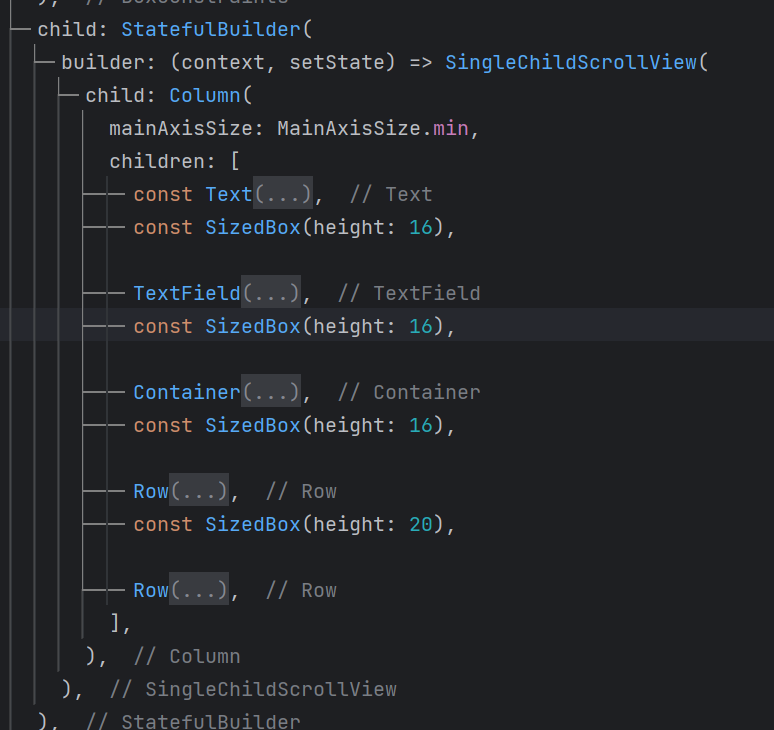 ), // BoxConstraints
child: StatefulBuilder(
builder: (context, setState) => SingleChildScrollView(
child: Column(
mainAxisSize: MainAxisSize.min,
children: [
const Text(...), // Text
const SizedBox(height: 16),
TextField(...), // TextField
const SizedBox(height: 16),
Container(...), // Container
const SizedBox(height: 16),
Row(...), // Row
const SizedBox(height: 20),
Row(...), // Row
],
), // Column
), // SingleChildScrollView
), // StatefulBuilder